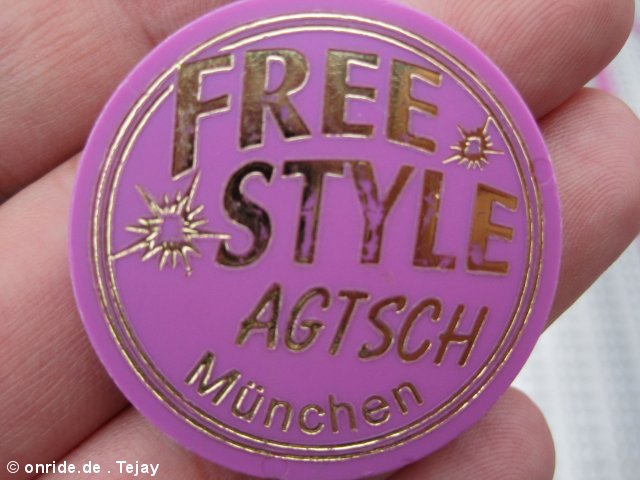 FREE
STYLE
AGTSCH
München
© onride.de . Tejay